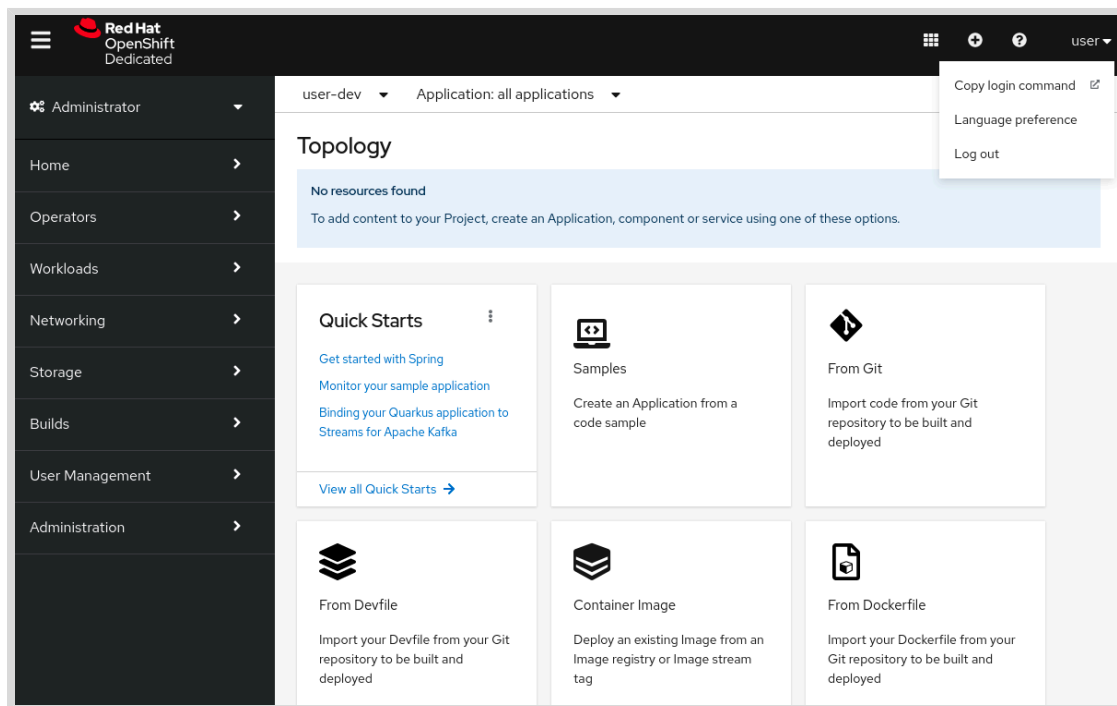 Red Hat
OpenShift
Dedicated
user
Copy login command
Language preference
Log out
Administrator
Home
Operators
Workloads
Networking
Storage
Builds
User Management
Administration
user-dev
Application: all applications
Topology
No resources found
To add content to your Project, create an Application, component or service using one of these options.
Quick Starts
Get started with Spring
Monitor your sample application
Binding your Quarkus application to
Streams for Apache Kafka
View all Quick Starts
Samples
Create an Application from a
code sample
From Git
Import code from your Git
repository to be built and
deployed
From Devfile
Import your Devfile from your Git
repository to be built and
deployed
Container Image
Deploy an existing Image from an
Image registry or Image stream
tag
From Dockerfile
Import your Dockerfile from your
Git repository to be built and
deployed